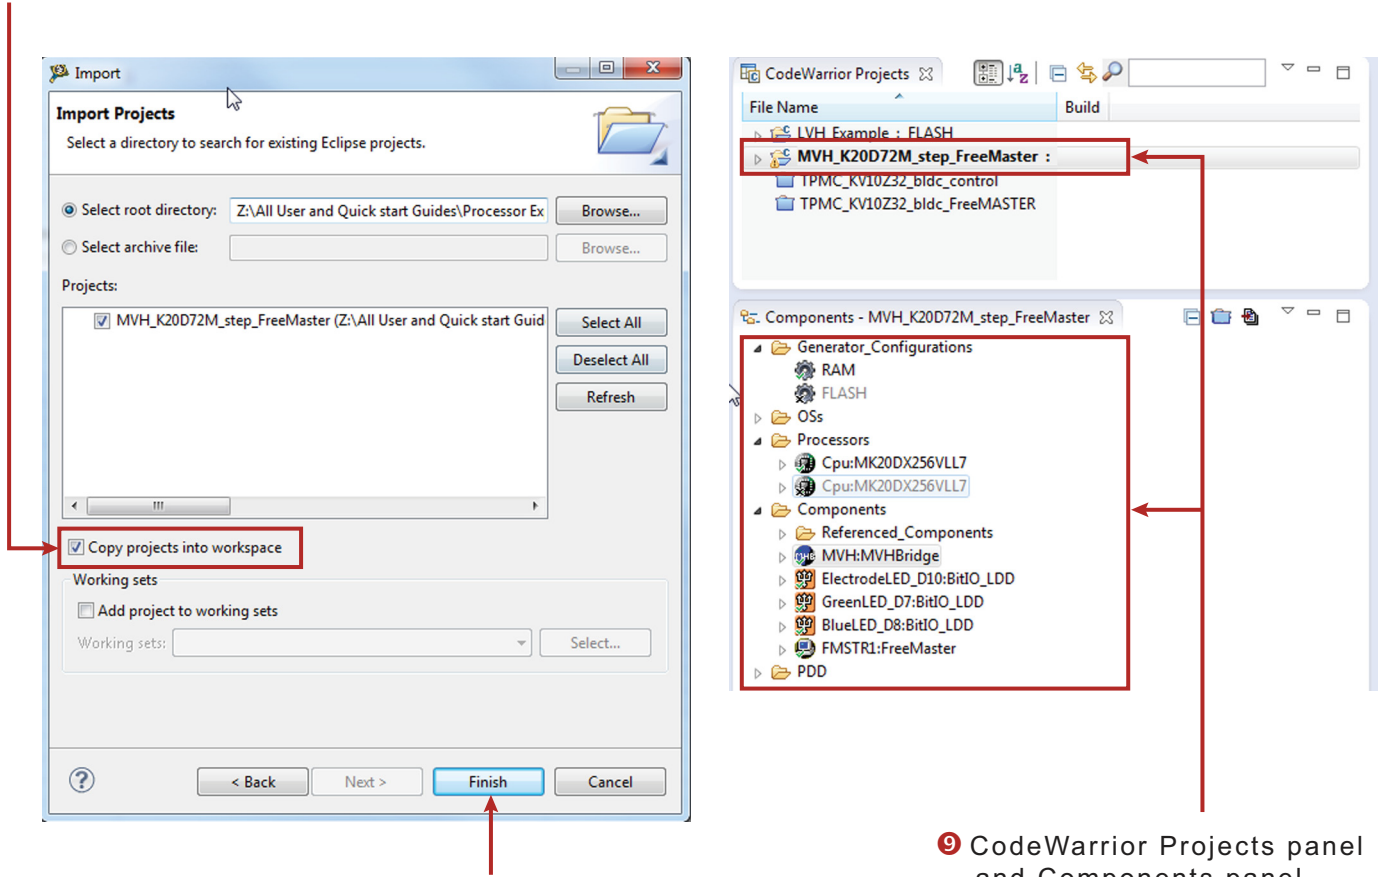 Import
Import Projects
Select a directory to search for existing Eclipse projects.
Select root directory: Z:\All User and Quick start Guides\Processor Ex Browse...
Select archive file: Browse...
Projects:
MVH_K20D72M_step_FreeMaster (Z:\All User and Quick start Guid
Select All
Deselect All
Refresh
Copy projects into workspace
Working sets
Add project to working sets
Working sets: Select...
< Back Next > Finish Cancel
CodeWarrior Projects
File Name Build
LVH_Example : FLASH
MVH_K20D72M_step_FreeMaster :
TPMC_KV10Z32_bldc_control
TPMC_KV10Z32_bldc_FreeMASTER
Components - MVH_K20D72M_step_FreeMaster
Generator_Configurations
RAM
FLASH
OSs
Processors
Cpu:MK20DX256VLL7
Cpu:MK20DX256VLL7
Components
Referenced_Components
MVH:MVHBridge
ElectrodeLED_D10:BitIO_LDD
GreenLED_D7:BitIO_LDD
BlueLED_D8:BitIO_LDD
FMSTR1:FreeMaster
PDD
❾ CodeWarrior Projects panel
and Components panel